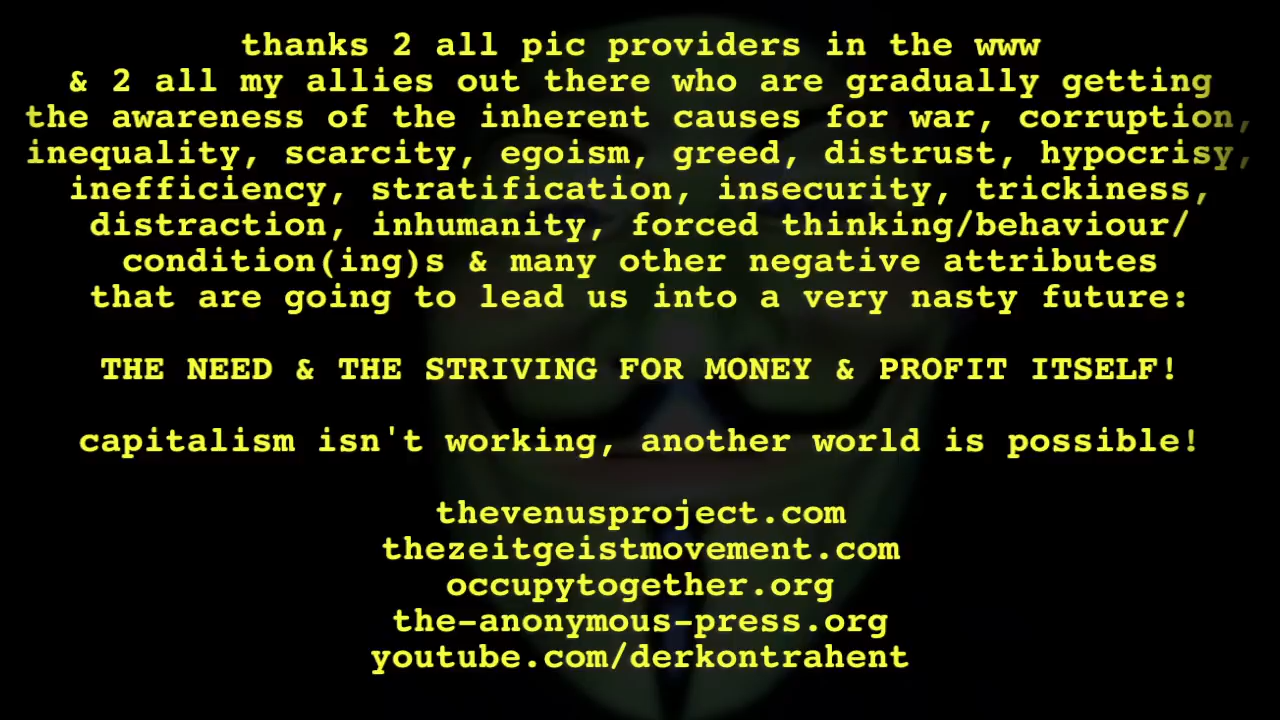 thanks 2 all pic providers in the www
& 2 all my allies out there who are gradually getting
the awareness of the inherent causes for war, corruption,
inequality, scarcity, egoism, greed, distrust, hypocrisy,
inefficiency, stratification, insecurity, trickiness,
distraction, inhumanity, forced thinking/behaviour/
condition(ing)s & many other negative attributes
that are going to lead us into a very nasty future:
THE NEED & THE STRIVING FOR MONEY & PROFIT ITSELF!
capitalism isn't working, another world is possible!
thevenusproject.com
thezeitgeistmovement.com
occupytogether.org
the-anonymous-press.org
youtube.com/derkontrahent